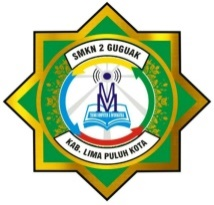 SMKN 2 GUGUAK
M
KAB. LIMA PULUH KOTA